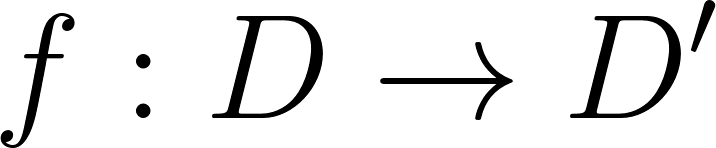 f : D → D′